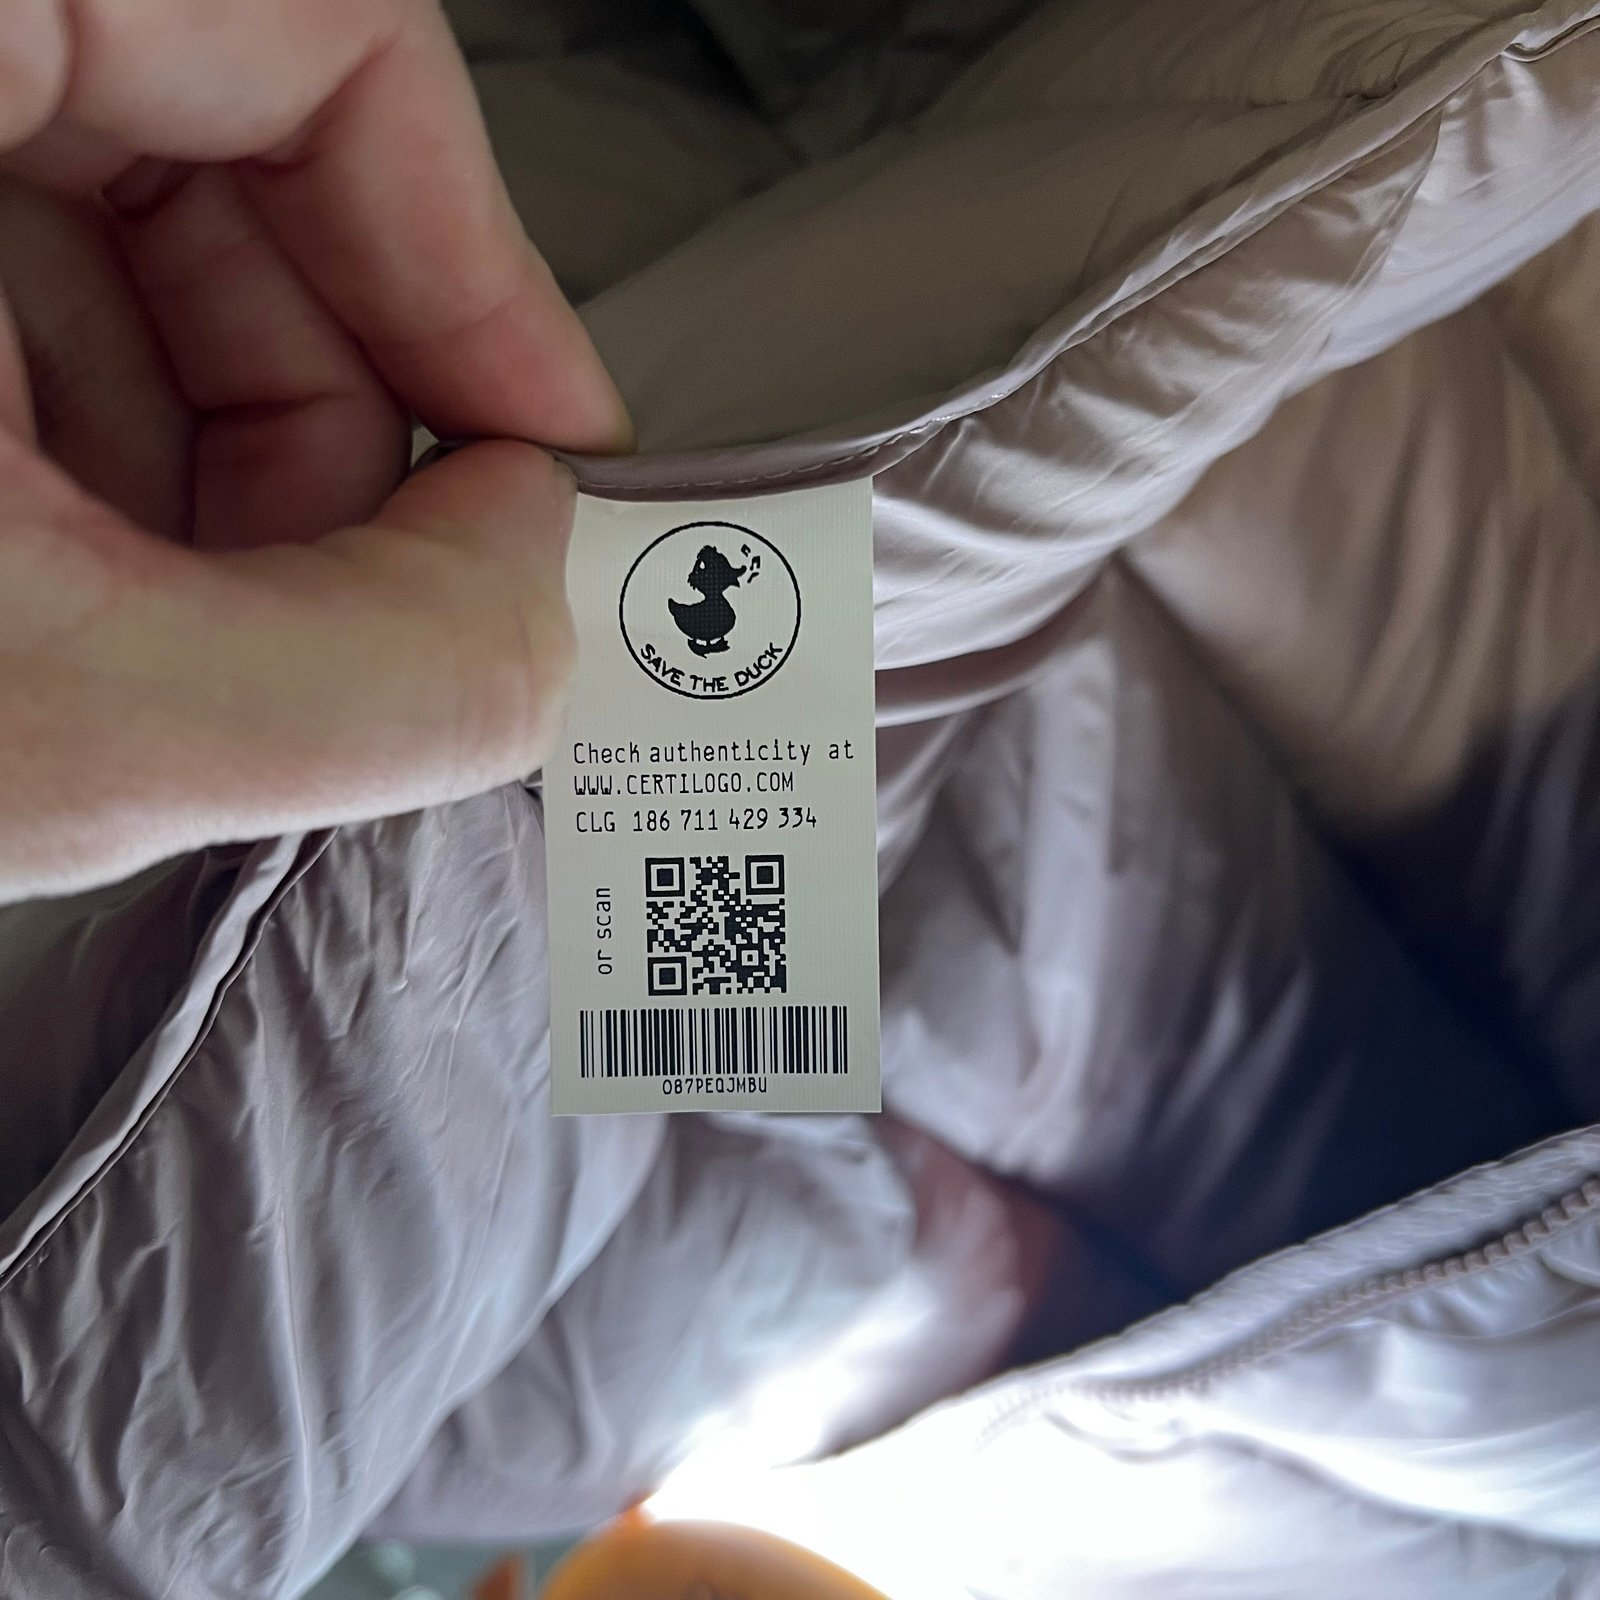 SAVE THE DUCK
Check authenticity at
WWW.CERTILOGO.COM
CLG 186 711 429 334
or scan
087PEQJMBU